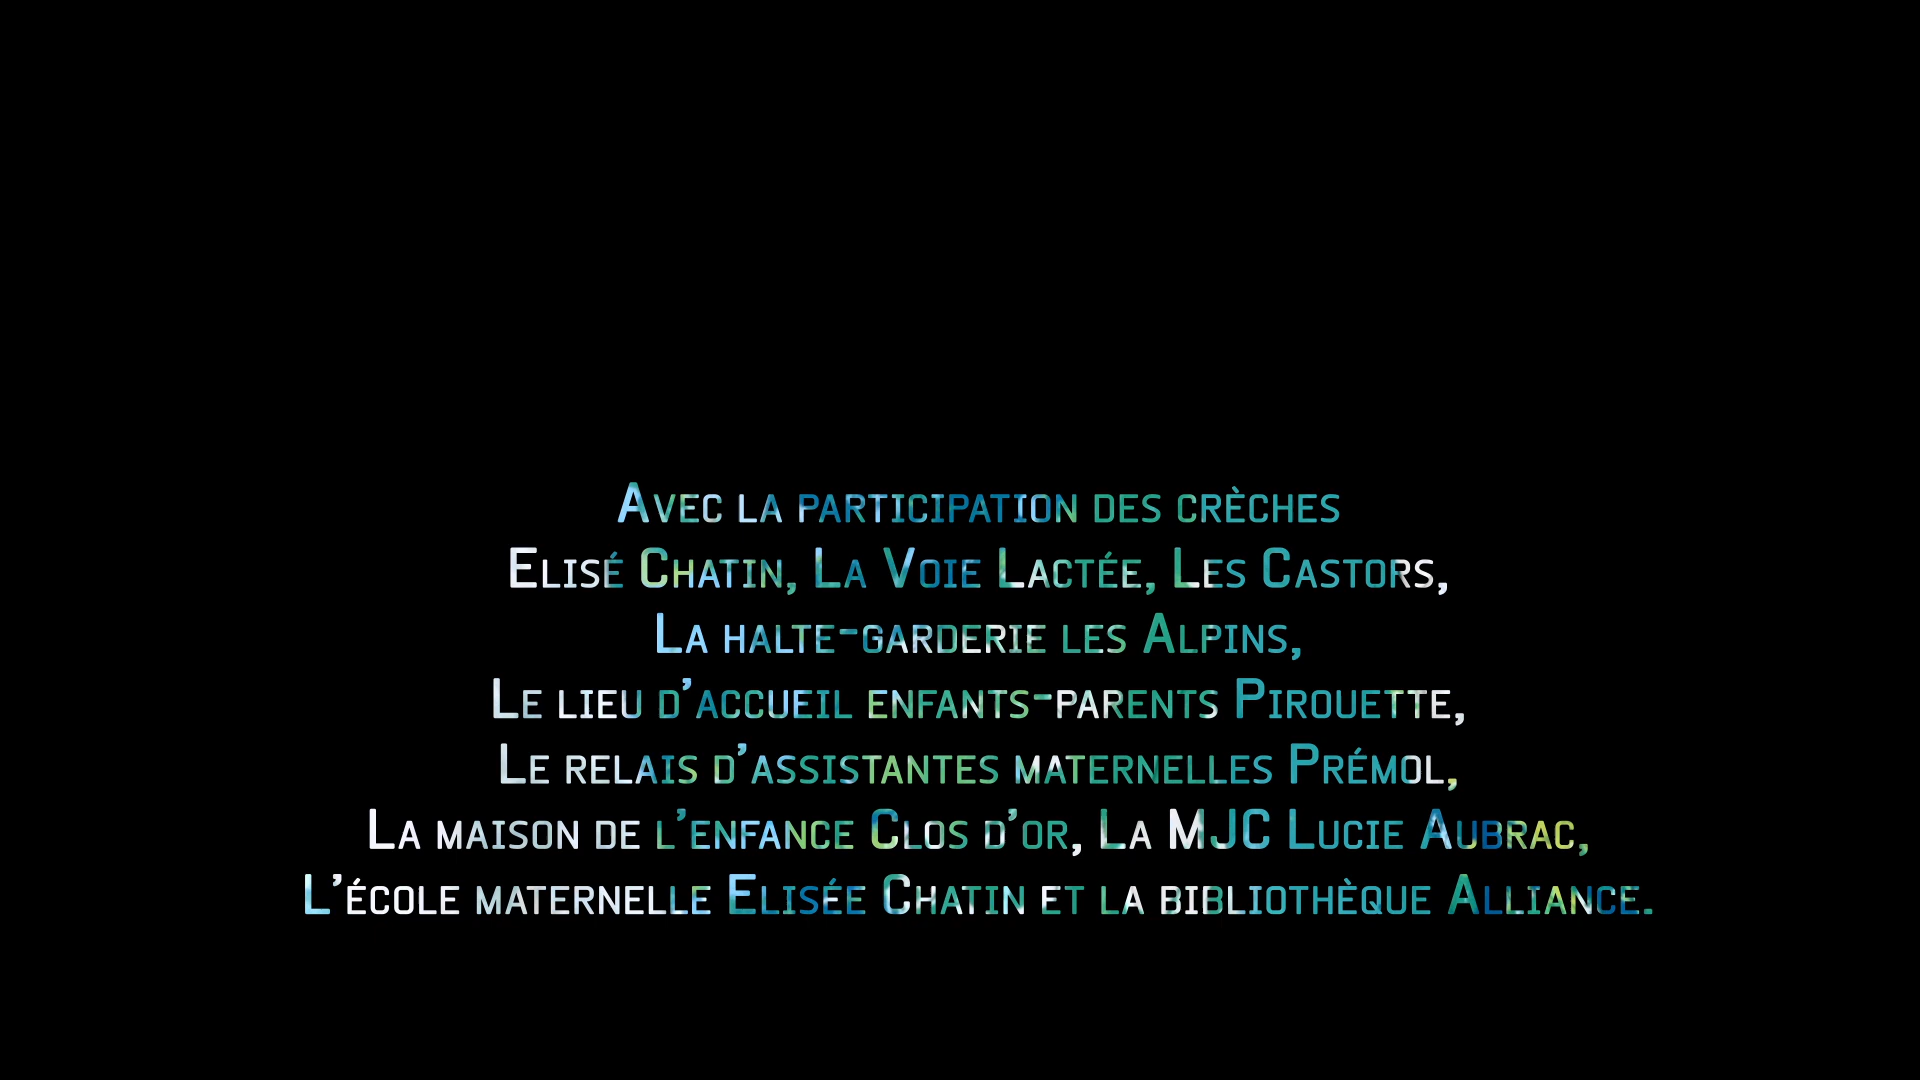 Avec la participation des crèches
Elisé Chatin, La Voie Lactée, Les Castors,
La halte-garderie les Alpins,
Le lieu d’accueil enfants-parents Pirouette,
Le relais d’assistantes maternelles Prémol,
La maison de l’enfance Clos d’or, La MJC Lucie Aubrac,
L’école maternelle Elisée Chatin et la bibliothèque Alliance.